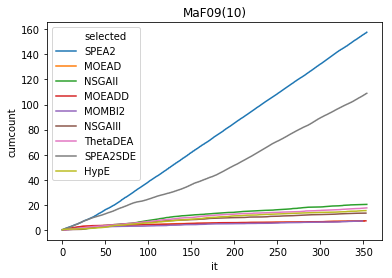 MaF09(10)
cumcount
160
140
120
100
80
60
40
20
0
selected
SPEA2
MOEAD
NSGAII
MOEADD
MOMBI2
NSGAIII
ThetaDEA
SPEA2SDE
HypE
0 50 100 150 200 250 300 350
it